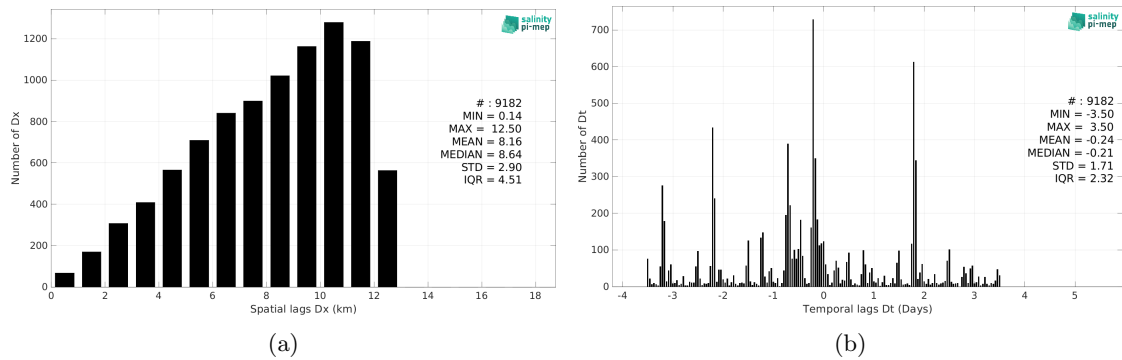 salinity
pi-mep
1200
1000
800
600
400
200
0
Number of Dx
# : 9182
MIN = 0.14
MAX = 12.50
MEAN = 8.16
MEDIAN = 8.64
STD = 2.90
IQR = 4.51
0 2 4 6 8 10 12 14 16 18
Spatial lags Dx (km)
(a)
salinity
pi-mep
700
600
500
400
300
200
100
0
Number of Dt
# : 9182
MIN = -3.50
MAX = 3.50
MEAN = -0.24
MEDIAN = -0.21
STD = 1.71
IQR = 2.32
-4 -3 -2 -1 0 1 2 3 4 5
Temporal lags Dt (Days)
(b)